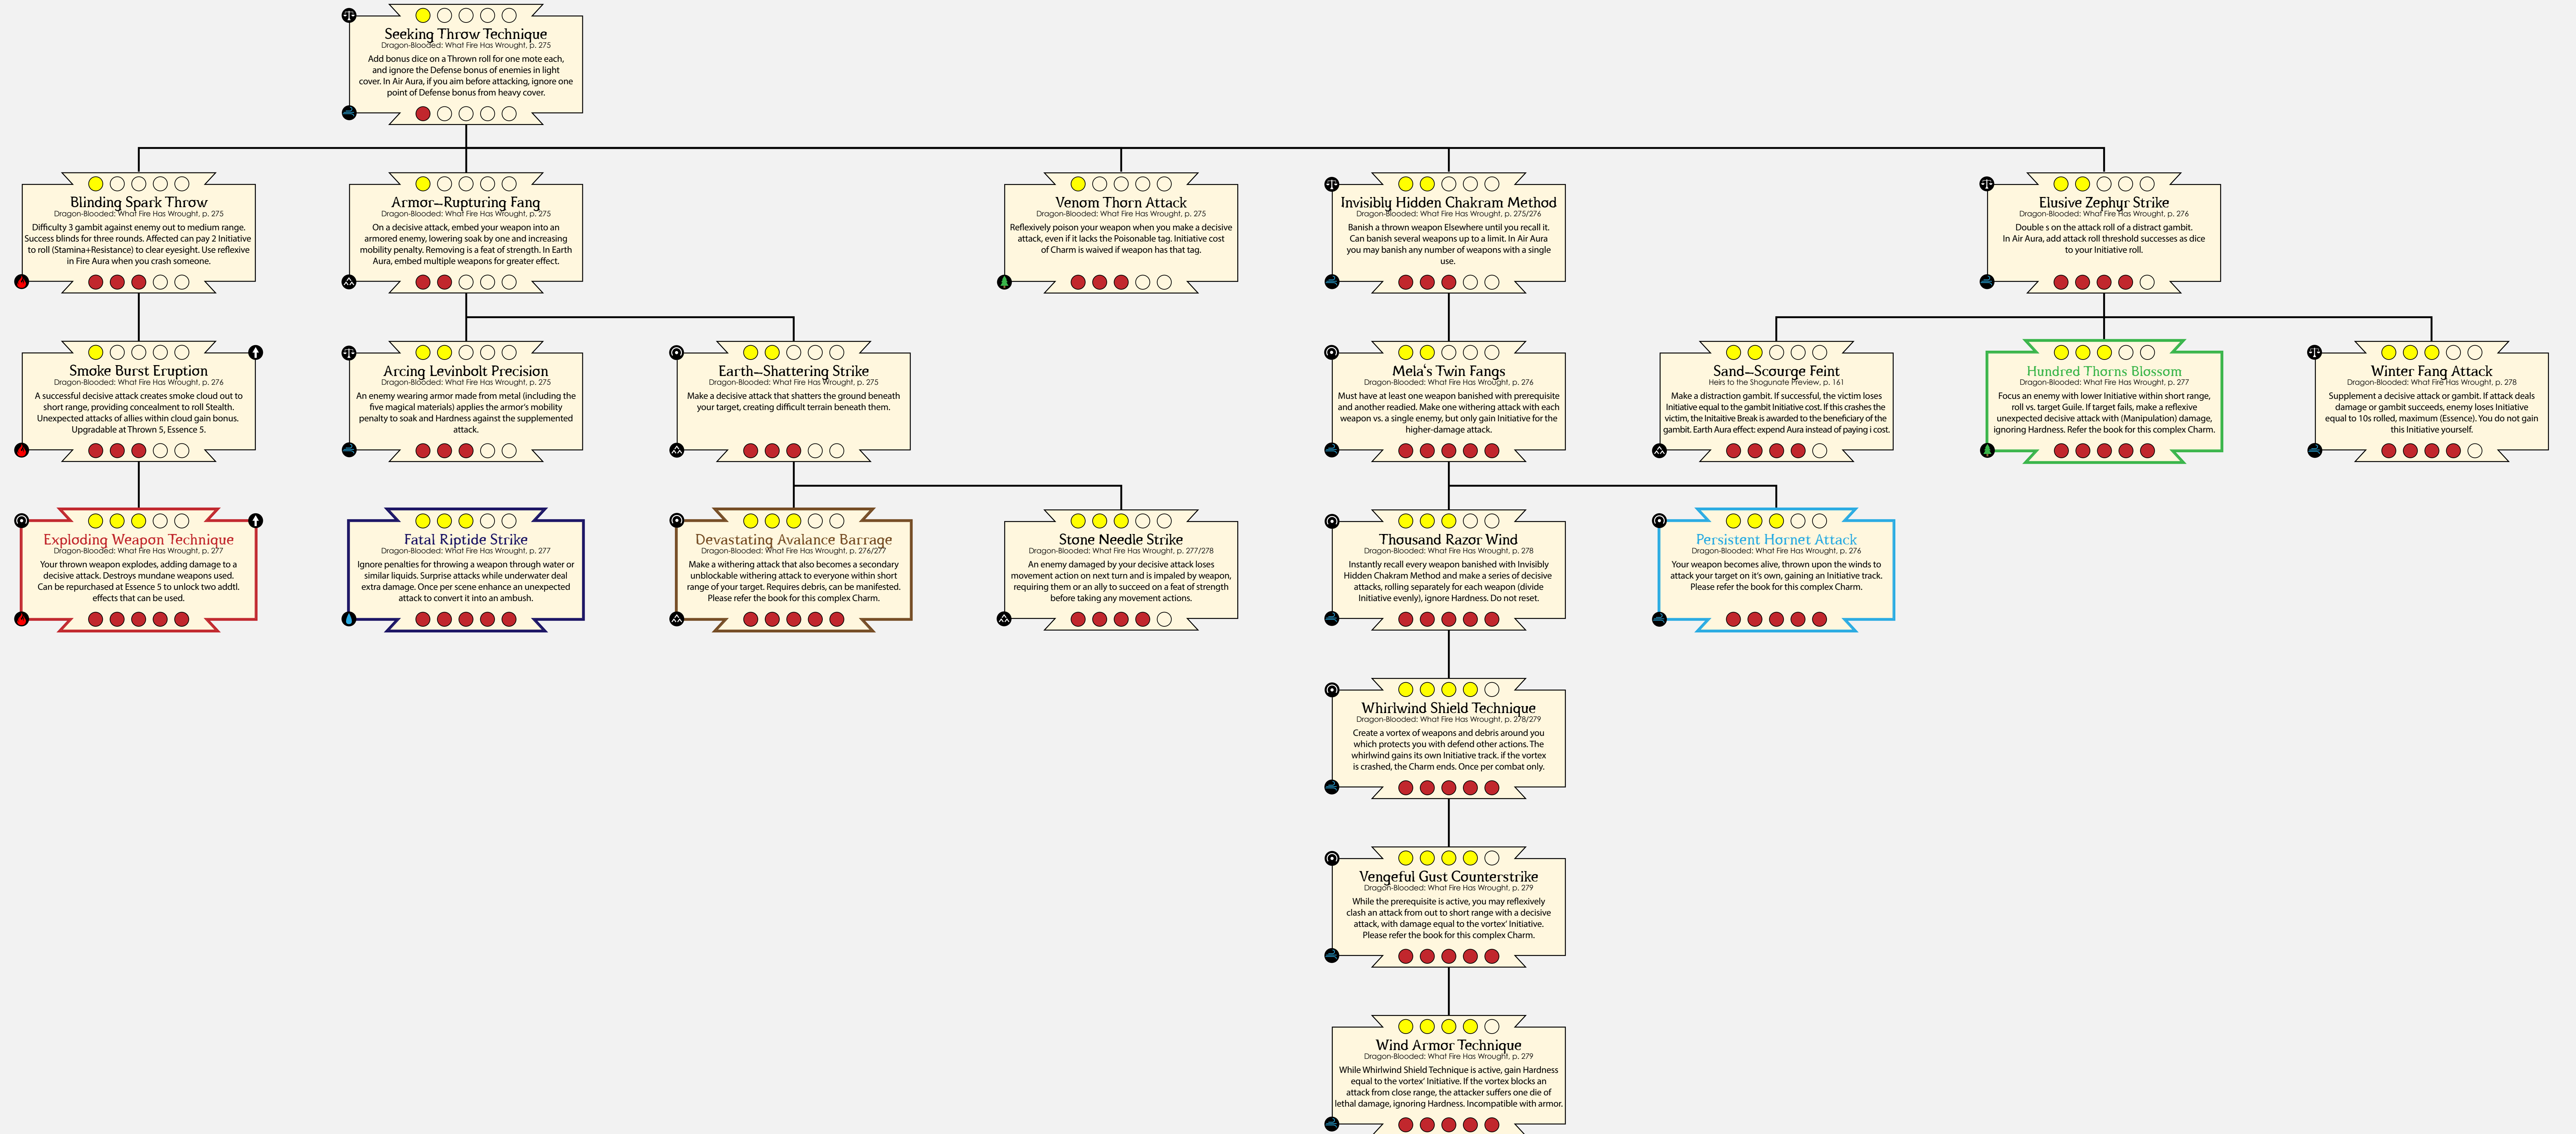 Seeking Throw Technique
Dragon-Blooded: What Fire Has Wrought, p. 275
Add bonus dice on a Thrown roll for one mote each,
and ignore the Defense bonus of enemies in light
cover. In Air Aura, if you aim before attacking, ignore one
point of Defense bonus from heavy cover.
Blinding Spark Throw
Dragon-Blooded: What Fire Has Wrought, p. 275
Difficulty 3 gambit against enemy out to medium range.
Success blinds for three rounds. Affected can pay 2 Initiative
to roll (Stamina+Resistance) to clear eyesight. Use reflexive
in Fire Aura when you crash someone.
Armor-Rupturing Fang
Dragon-Blooded: What Fire Has Wrought, p. 275
On a decisive attack, embed your weapon into an
armored enemy, lowering soak by one and increasing
mobility penalty. Removing is a feat of strength. In Earth
Aura, embed multiple weapons for greater effect.
Venom Thorn Attack
Dragon-Blooded: What Fire Has Wrought, p. 275
Reflexively poison your weapon when you make a decisive
attack, even if it lacks the Poisonable tag. Initiative cost
of Charm is waived if weapon has that tag.
Invisibly Hidden Chakram Method
Dragon-Blooded: What Fire Has Wrought, p. 275/276
Banish a thrown weapon Elsewhere until you recall it.
Can banish several weapons up to a limit. In Air Aura
you may banish any number of weapons with a single
use.
Elusive Zephyr Strike
Dragon-Blooded: What Fire Has Wrought, p. 276
Double s on the attack roll of a distract gambit.
In Air Aura, add attack roll threshold successes as dice
to your Initiative roll.
Smoke Burst Eruption
Dragon-Blooded: What Fire Has Wrought, p. 276
A successful decisive attack creates smoke cloud out to
short range, providing concealment to roll Stealth.
Unexpected attacks of allies within cloud gain bonus.
Upgradable at Thrown 5, Essence 5.
Arcing Levinbolt Precision
Dragon-Blooded: What Fire Has Wrought, p. 275
An enemy wearing armor made from metal (including the
five magical materials) applies the armor's mobility
penalty to soak and Hardness against the supplemented
attack.
Earth-Shattering Strike
Dragon-Blooded: What Fire Has Wrought, p. 275
Make a decisive attack that shatters the ground beneath
your target, creating difficult terrain beneath them.
Mela's Twin Fangs
Dragon-Blooded: What Fire Has Wrought, p. 276
Must have at least one weapon banished with prerequisite
and another readied. Make one withering attack with each
weapon vs. a single enemy, but only gain Initiative for the
higher-damage attack.
Sand-Scourge Feint
Heirs to the Shogunate Preview, p. 161
Make a distraction gambit. If successful, the victim loses
Initiative equal to the gambit Initiative cost. If this crashes the
victim, the Initaitive Break is awarded to the beneficiary of the
gambit. Earth Aura effect: expend Aura instead of paying i cost.
Hundred Thorns Blossom
Dragon-Blooded: What Fire Has Wrought, p. 277
Focus an enemy with lower Initiative within short range,
roll vs. target Guile. If target fails, make a reflexive
unexpected decisive attack with (Manipulation) damage,
ignoring Hardness. Refer the book for this complex Charm.
Winter Fang Attack
Dragon-Blooded: What Fire Has Wrought, p. 278
Supplement a decisive attack or gambit. If attack deals
damage or gambit succeeds, enemy loses Initiative
equal to 10s rolled, maximum (Essence). You do not gain
this Initiative yourself.
Exploding Weapon Technique
Dragon-Blooded: What Fire Has Wrought, p. 277
Your thrown weapon explodes, adding damage to a
decisive attack. Destroys mundane weapons used.
Can be repurchased at Essence 5 to unlock two addtl.
effects that can be used.
Fatal Riptide Strike
Dragon-Blooded: What Fire Has Wrought, p. 277
Ignore penalties for throwing a weapon through water or
similar liquids. Surprise attacks while underwater deal
extra damage. Once per scene enhance an unexpected
attack to convert it into an ambush.
Devastating Avalance Barrage
Dragon-Blooded: What Fire Has Wrought, p. 276/277
Make a withering attack that also becomes a secondary
unblockable withering attack to everyone within short
range of your target. Requires debris, can be manifested.
Please refer the book for this complex Charm.
Stone Needle Strike
Dragon-Blooded: What Fire Has Wrought, p. 277/278
An enemy damaged by your decisive attack loses
movement action on next turn and is impaled by weapon,
requiring them or an ally to succeed on a feat of strength
before taking any movement actions.
Thousand Razor Wind
Dragon-Blooded: What Fire Has Wrought, p. 278
Instantly recall every weapon banished with Invisibly
Hidden Chakram Method and make a series of decisive
attacks, rolling separately for each weapon (divide
Initiative evenly), ignore Hardness. Do not reset.
Persistent Hornet Attack
Dragon-Blooded: What Fire Has Wrought, p. 276
Your weapon becomes alive, thrown upon the winds to
attack your target on it's own, gaining an Initiative track.
Please refer the book for this complex Charm.
Whirlwind Shield Technique
Dragon-Blooded: What Fire Has Wrought, p. 278/279
Create a vortex of weapons and debris around you
which protects you with defend other actions. The
whirlwind gains its own Initiative track. if the vortex
is crashed, the Charm ends. Once per combat only.
Vengeful Gust Counterstrike
Dragon-Blooded: What Fire Has Wrought, p. 279
While the prerequisite is active, you may reflexively
clash an attack from out to short range with a decisive
attack, with damage equal to the vortex' Initiative.
Please refer the book for this complex Charm.
Wind Armor Technique
Dragon-Blooded: What Fire Has Wrought, p. 279
While Whirlwind Shield Technique is active, gain Hardness
equal to the vortex' Initiative. If the vortex blocks an
attack from close range, the attacker suffers one die of
lethal damage, ignoring Hardness. Incompatible with armor.